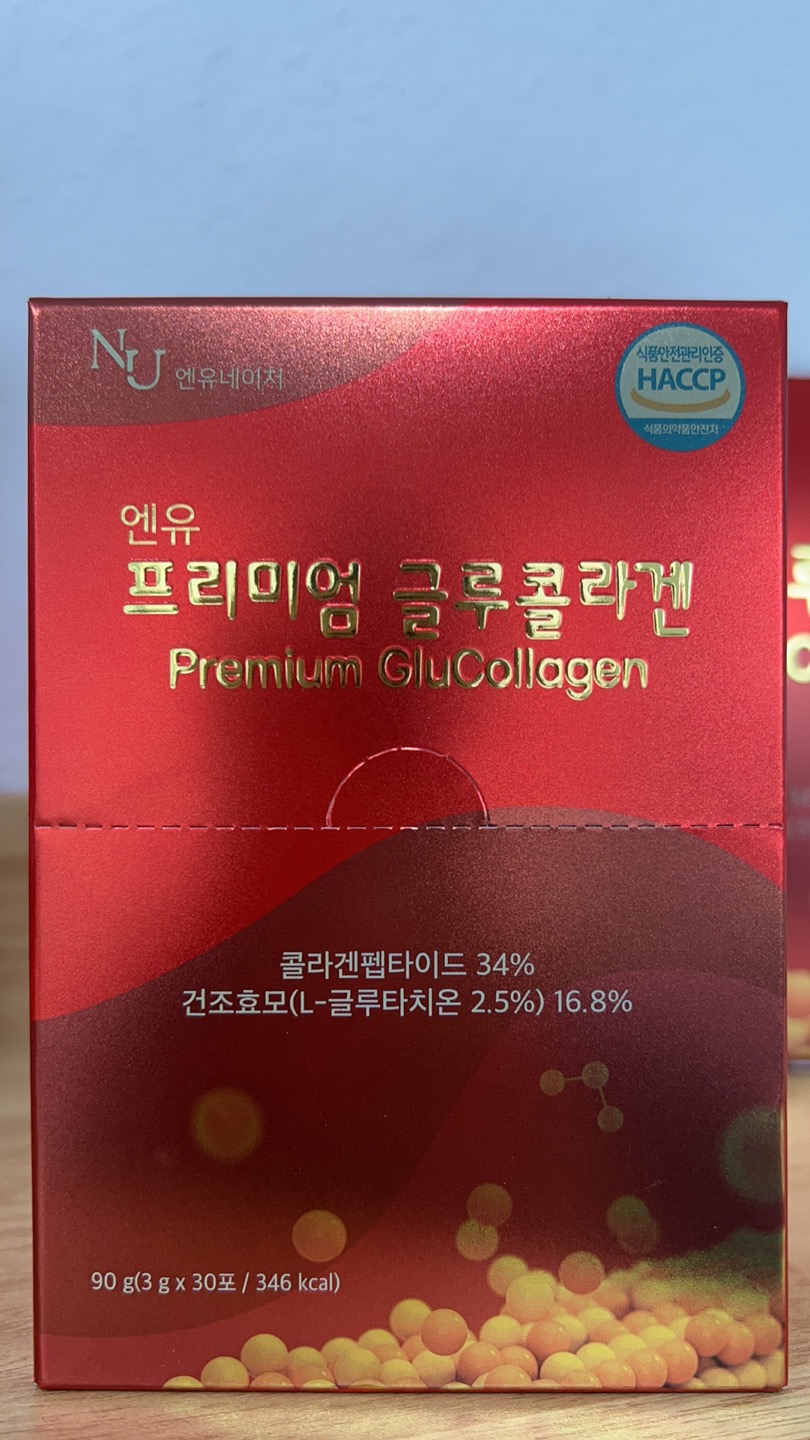 NU 엔유네이처
식품안전관리인증
HACCP
식품의약품안전처
엔유
프리미엄 글루콜라겐
Premium GluCollagen
콜라겐펩타이드 34%
건조효모(L-글루타치온 2.5%) 16.8%
90 g(3 g x 30포 / 346 kcal)